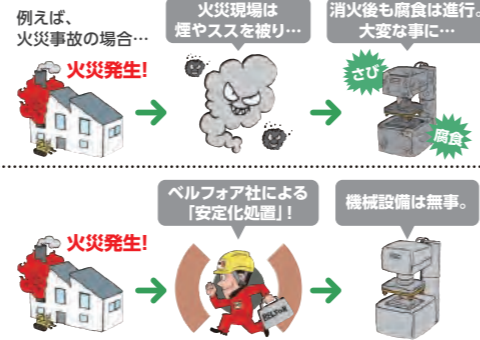 例えば、
火災事故の場合…
火災発生!
火災現場は
煙やススを被り…
消火後も腐食は進行。
大変な事に…
さび
腐食
火災発生!
ベルフォア社による
「安定化処置」!
機械設備は無事。